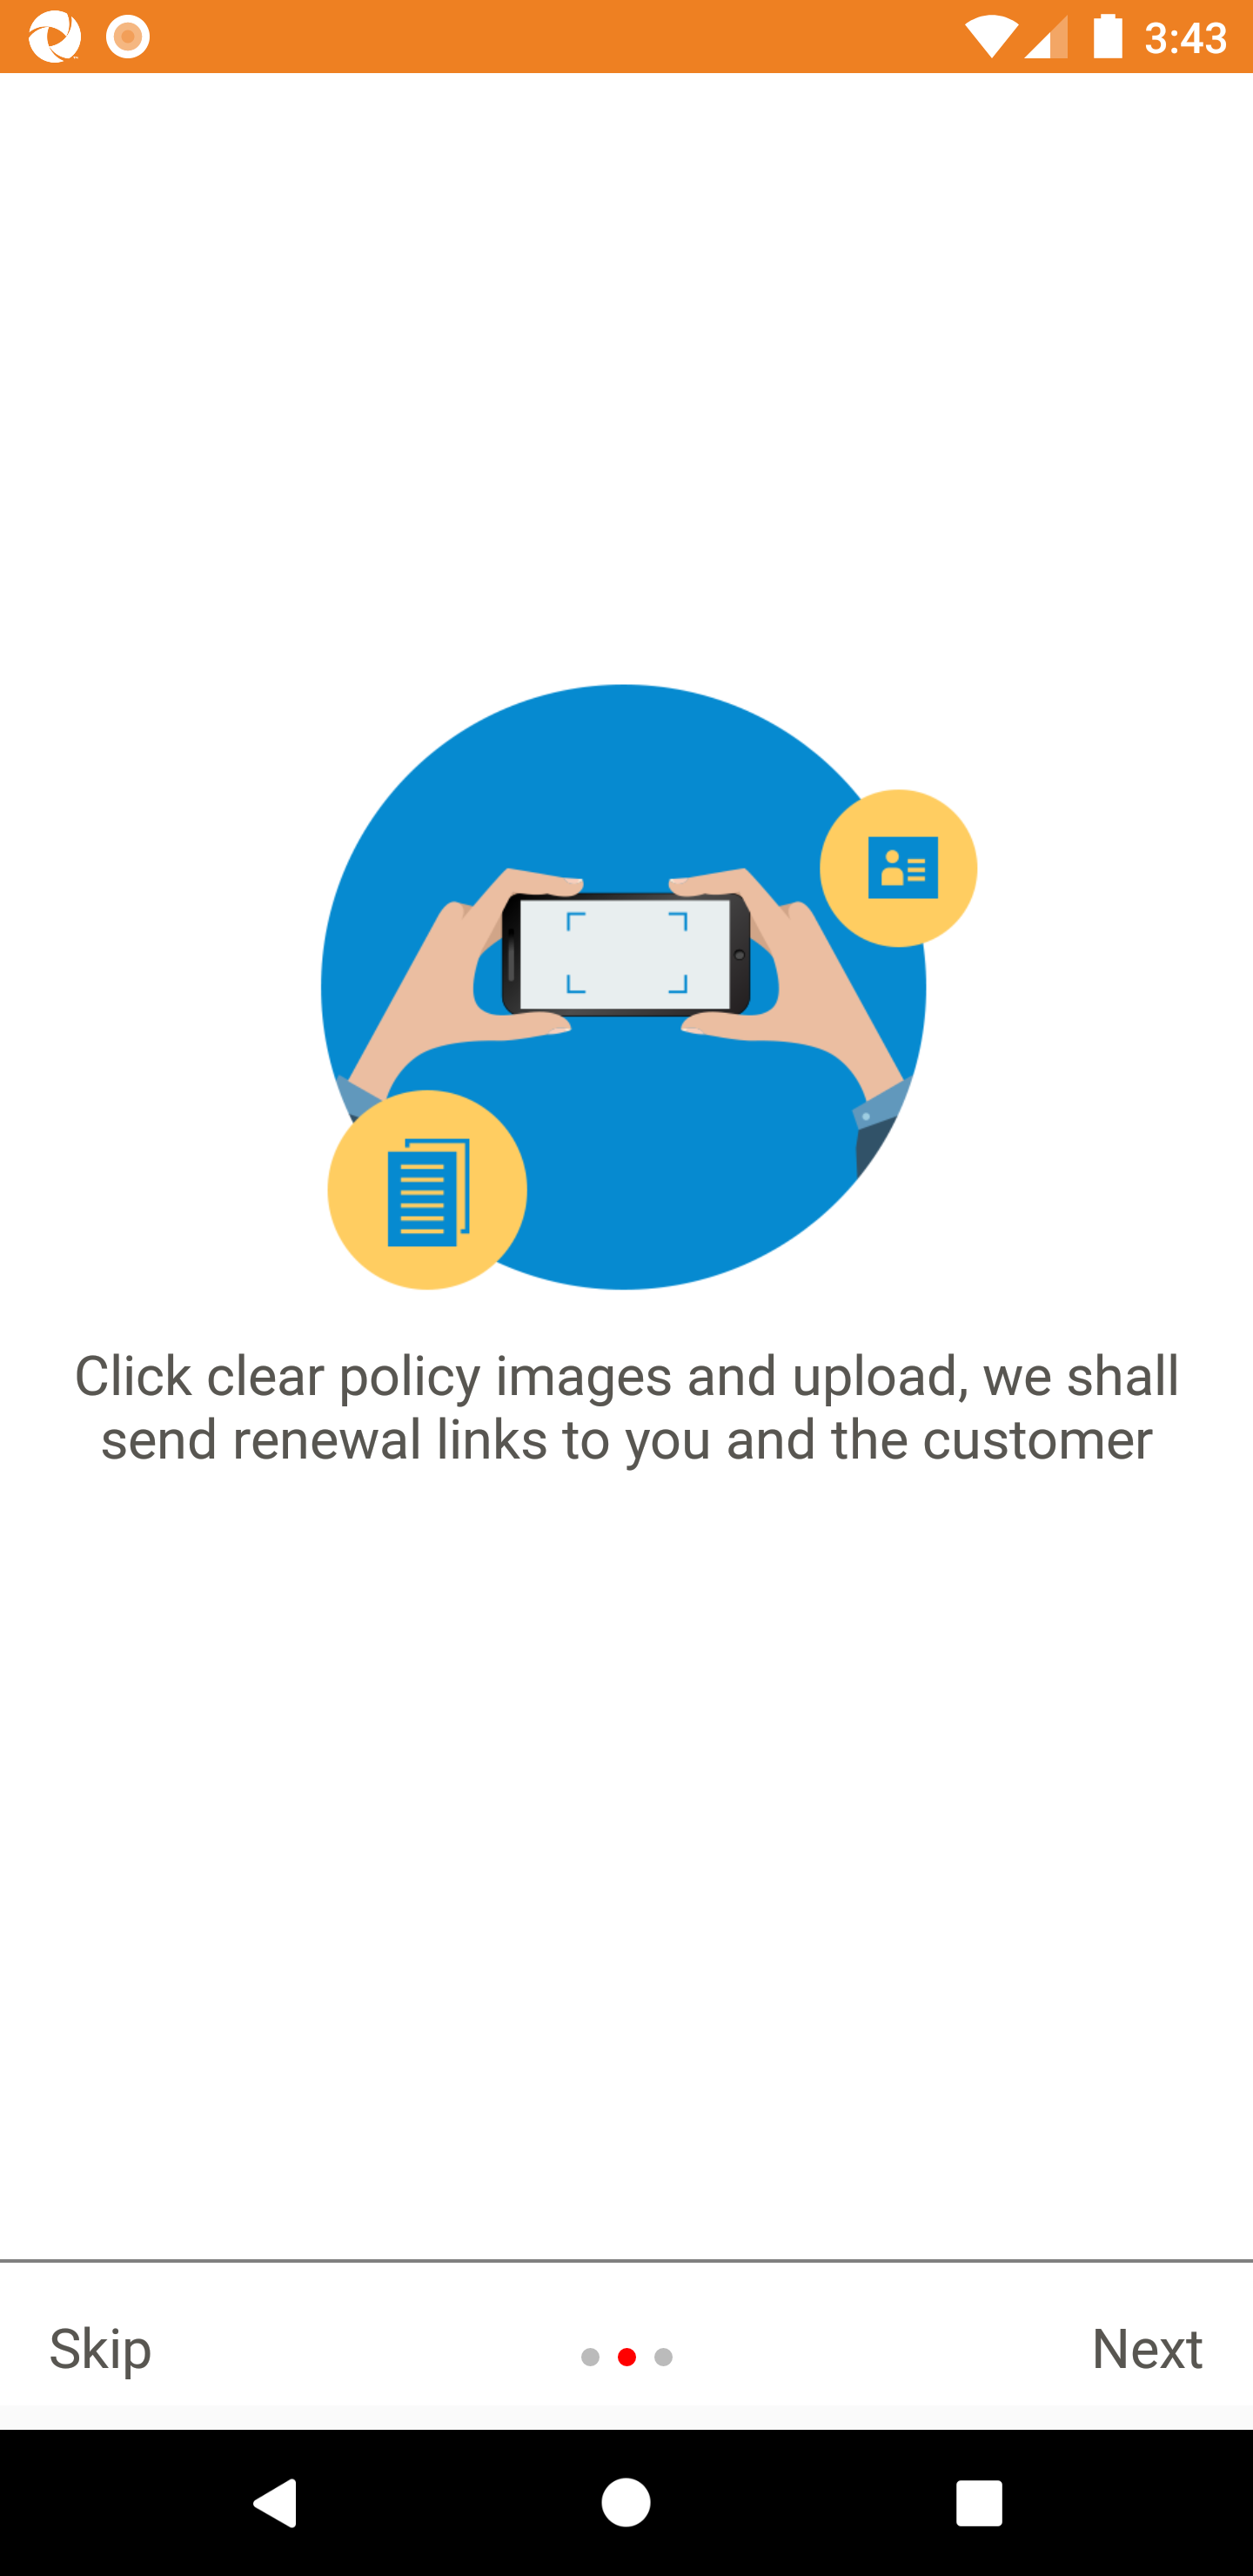 3:43
Click clear policy images and upload, we shall
send renewal links to you and the customer
Skip
Next